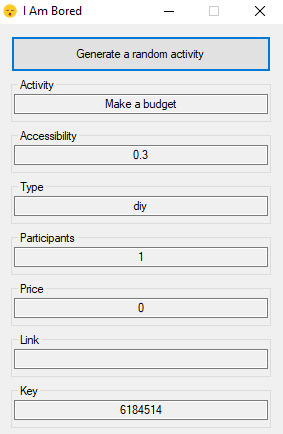 I Am Bored
Generate a random activity
Activity
Make a budget
Accessibility
0.3
Type
diy
Participants
1
Price
0
Link
Key
6184514